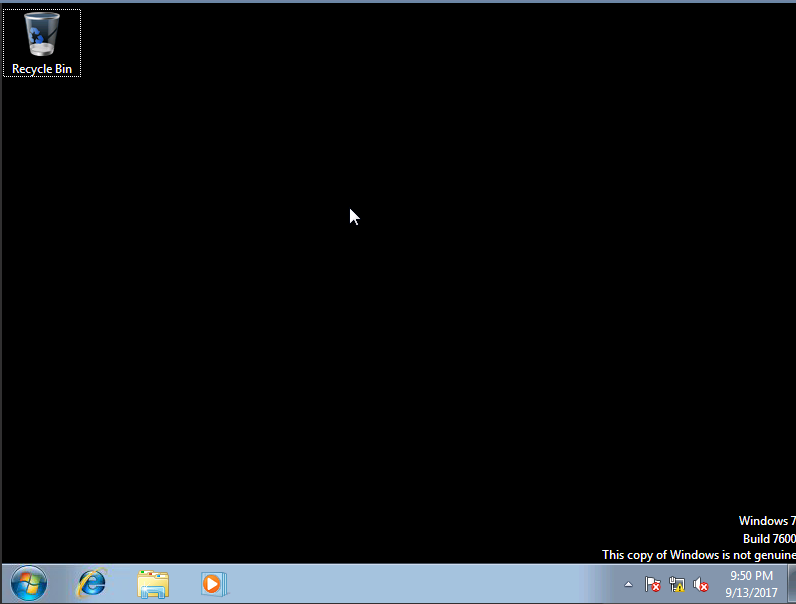 Recycle Bin
Windows 7
Build 7600
This copy of Windows is not genuine
9:50 PM
9/13/2017